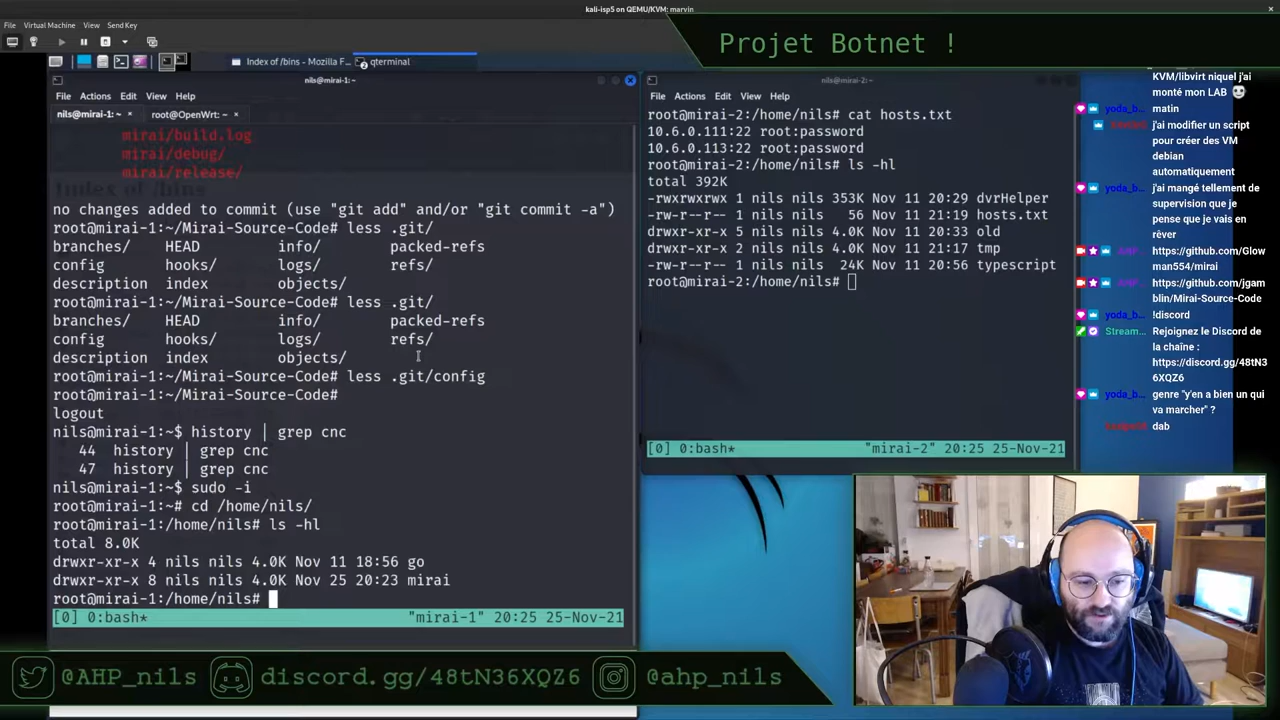 kali-isp5 on QEMU/KVM: marvin
File Virtual Machine View Send Key
Projet Botnet !
Index of /bins - Mozilla F...
qterminal
nils@mirai-1: ~
File Actions Edit View Help
nils@mirai-1: ~ × root@OpenWrt: ~ ×
mirai/build.log
mirai/debug/
mirai/release/
Index of /bins
no changes added to commit (use "git add" and/or "git commit -a")
root@mirai-1:~/Mirai-Source-Code# less .git/
branches/ HEAD info/ packed-refs
config hooks/ logs/ refs/
description index objects/
root@mirai-1:~/Mirai-Source-Code# less .git/
branches/ HEAD info/ packed-refs
config hooks/ logs/ refs/
description index objects/
root@mirai-1:~/Mirai-Source-Code# less .git/config
root@mirai-1:~/Mirai-Source-Code#
logout
nils@mirai-1:~$ history | grep cnc
44 history | grep cnc
47 history | grep cnc
nils@mirai-1:~$ sudo -i
root@mirai-1:~# cd /home/nils/
root@mirai-1:/home/nils# ls -hl
total 8.0K
drwxr-xr-x 4 nils nils 4.0K Nov 11 18:56 go
drwxr-xr-x 8 nils nils 4.0K Nov 25 20:23 mirai
root@mirai-1:/home/nils#
[0] 0:bash* "mirai-1" 20:25 25-Nov-21
nils@mirai-2: ~
File Actions Edit View Help
root@mirai-2:/home/nils# cat hosts.txt
10.6.0.111:22 root:password
10.6.0.113:22 root:password
root@mirai-2:/home/nils# ls -hl
total 392K
-rwxrwxrwx 1 nils nils 353K Nov 11 20:29 dvrHelper
-rw-r--r-- 1 nils nils 56 Nov 11 21:19 hosts.txt
drwxr-xr-x 5 nils nils 4.0K Nov 11 20:33 old
drwxr-xr-x 2 nils nils 4.0K Nov 11 21:17 tmp
-rw-r--r-- 1 nils nils 24K Nov 11 20:56 typescript
root@mirai-2:/home/nils#
[0] 0:bash* "mirai-2" 20:25 25-Nov-21
KVM/libvirt niquel j'ai
monté mon LAB
yoda_b... matin
j'ai modifier un script
pour créer des VM
debian
automatiquement
yoda_b... j'ai mangé tellement de
supervision que je
pense que je vais en
rêver
AHP_... https://github.com/Glow
man554/mirai
AHP_... https://github.com/jgam
blin/Mirai-Source-Code
yoda_b... !discord
Stream... Rejoignez le Discord de
la chaîne :
https://discord.gg/48tN3
6XQZ6
yoda_b... genre "y'en a bien un qui
va marcher" ?
dab
@AHP_nils
discord.gg/48tN36XQZ6
@ahp_nils